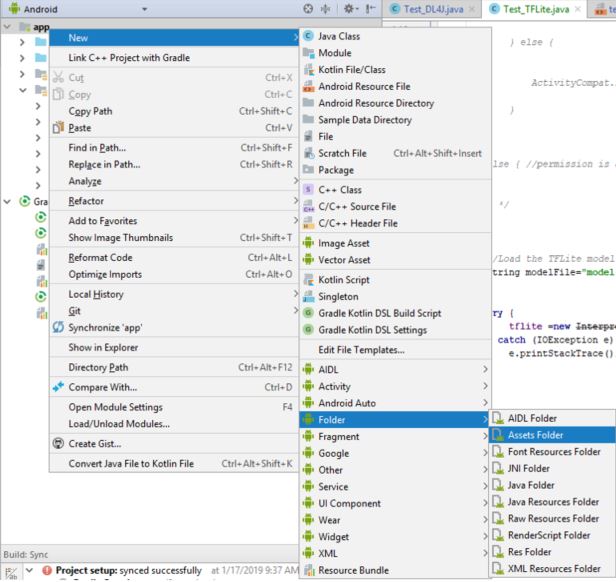 Android
Test_DL4J.java
Test_TFLite.java
app
New
Link C++ Project with Gradle
Cut Ctrl+X
Copy Ctrl+C
Copy Path Ctrl+Shift+C
Paste Ctrl+V
Find in Path... Ctrl+Shift+F
Replace in Path... Ctrl+Shift+R
Analyze
Refactor
Add to Favorites
Show Image Thumbnails Ctrl+Shift+T
Reformat Code Ctrl+Alt+L
Optimize Imports Ctrl+Alt+O
Local History
Git
Synchronize 'app'
Show in Explorer
Directory Path Ctrl+Alt+F12
Compare With... Ctrl+D
Open Module Settings F4
Load/Unload Modules...
Create Gist...
Convert Java File to Kotlin File Ctrl+Alt+Shift+K
Gra
Java Class
Module
Kotlin File/Class
Android Resource File
Android Resource Directory
Sample Data Directory
File
Scratch File Ctrl+Alt+Shift+Insert
Package
C++ Class
C/C++ Source File
C/C++ Header File
Image Asset
Vector Asset
Kotlin Script
Singleton
Gradle Kotlin DSL Build Script
Gradle Kotlin DSL Settings
Edit File Templates...
AIDL
Activity
Android Auto
Folder
Fragment
Google
Other
Service
UI Component
Wear
Widget
XML
Resource Bundle
AIDL Folder
Assets Folder
Font Resources Folder
JNI Folder
Java Folder
Java Resources Folder
Raw Resources Folder
RenderScript Folder
Res Folder
XML Resources Folder
} else {
ActivityCompat.
}
lse { //permission is
*/
/Load the TFLite model
tring modelFile="model
ry {
tflite =new Interpre
catch (IOException e)
e.printStackTrace()
Build: Sync
Project setup: synced successfully at 1/17/2019 9:37 AM